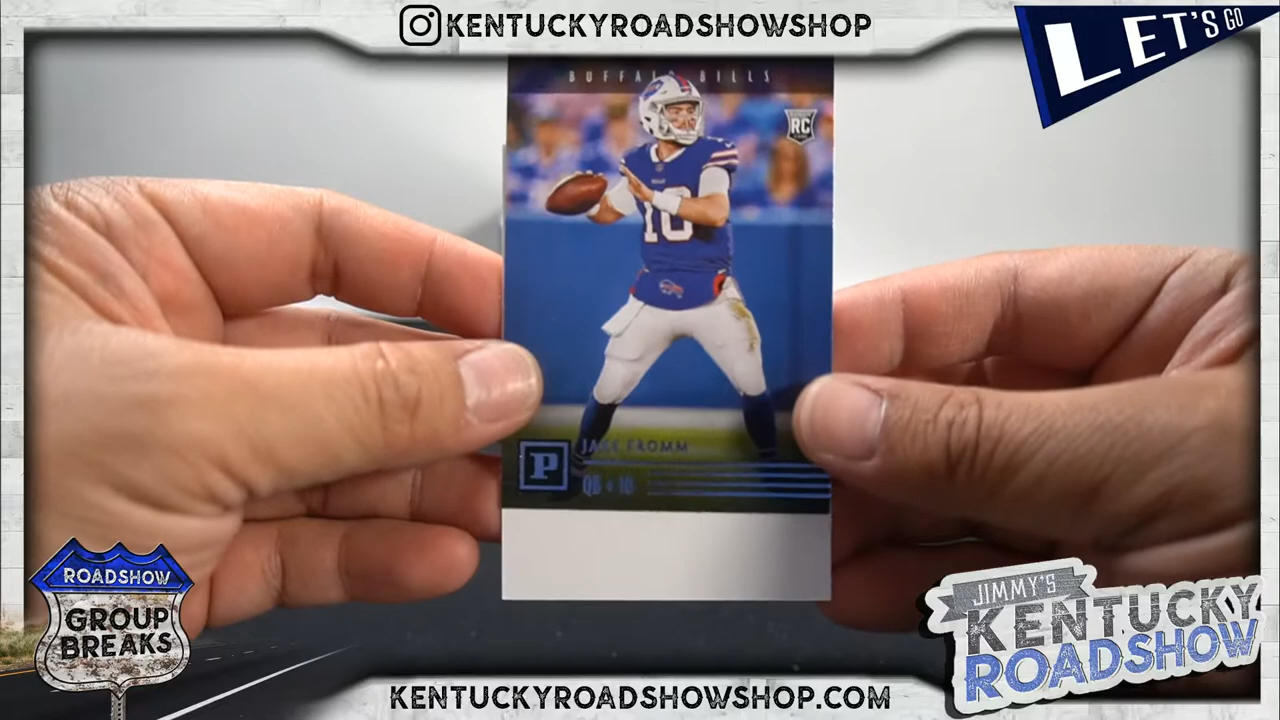 KENTUCKYROADSHOWSHOP
LET'S GO
BUFFALO BILLS
RC
10
JAKE FROMM
P
QB • 10
ROADSHOW
GROUP
BREAKS
JIMMY'S
KENTUCKY
ROADSHOW
KENTUCKYROADSHOWSHOP.COM